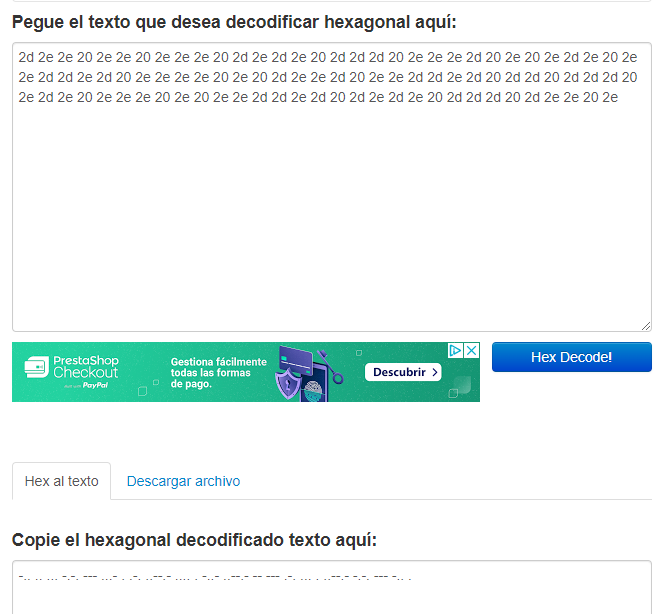 Pegue el texto que desea decodificar hexagonal aquí:
2d 2e 2e 20 2e 2e 20 2e 2e 2e 20 2d 2e 2d 2e 20 2d 2d 2d 20 2e 2e 2e 2d 20 2e 20 2e 2d 2e 20 2e
2e 2d 2d 2e 2d 20 2e 2e 2e 2e 20 2e 20 2d 2e 2e 2d 20 2e 2e 2d 2d 2e 2d 20 2d 2d 20 2d 2d 2d 20
2e 2d 2e 20 2e 2e 2e 20 2e 20 2e 2e 2d 2d 2e 2d 20 2d 2e 2d 2e 20 2d 2d 2d 20 2d 2e 2e 20 2e
PrestaShop
Checkout
built with PayPal
Gestiona fácilmente
todas las formas
de pago.
Descubrir
Hex Decode!
Hex al texto
Descargar archivo
Copie el hexagonal decodificado texto aquí:
-.. .. ... -.-. --- ...- . .-. ..--.- .... . -..- ..--.- -- --- .-. ... . ..--.- -.-. --- -.. .